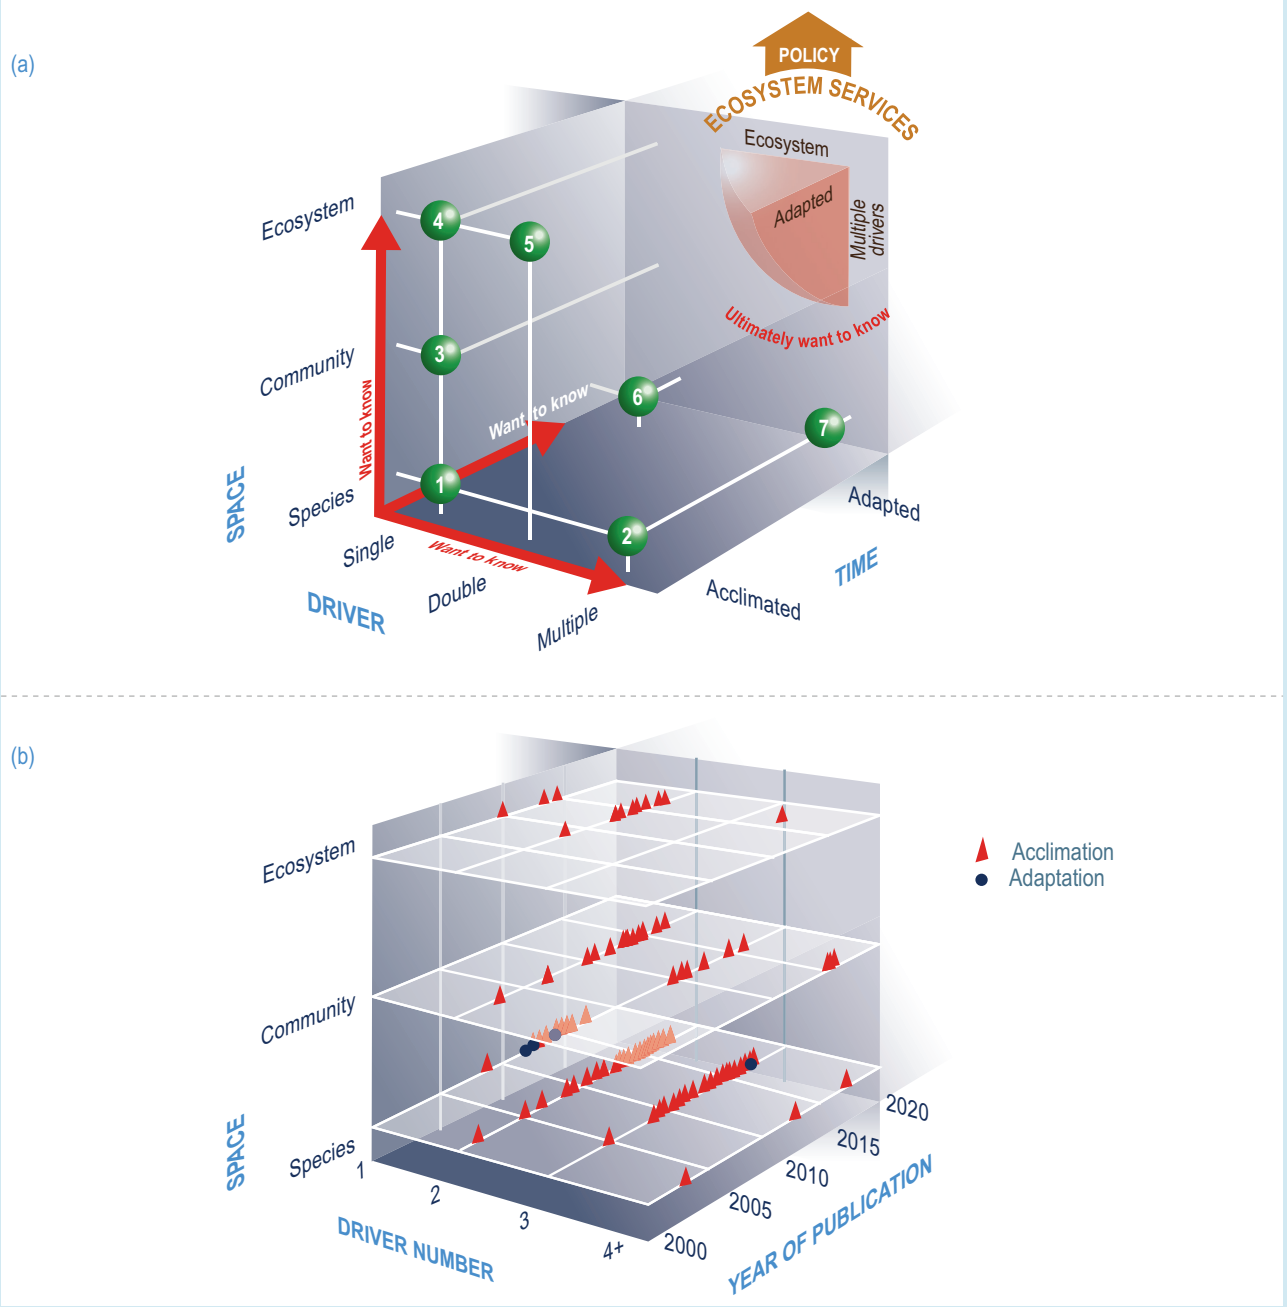 (a)
POLICY
ECOSYSTEM SERVICES
Ecosystem
Adapted
Multiple
drivers
Ultimately want to know
Ecosystem
4
5
Community
3
Want to know
Want to know
6
7
Species
1
2
Want to know
SPACE
Single
Double
Multiple
DRIVER
Acclimated
Adapted
TIME
(b)
Ecosystem
Acclimation
Adaptation
Community
Species
SPACE
1
2
3
4+
DRIVER NUMBER
2000
2005
2010
2015
2020
YEAR OF PUBLICATION